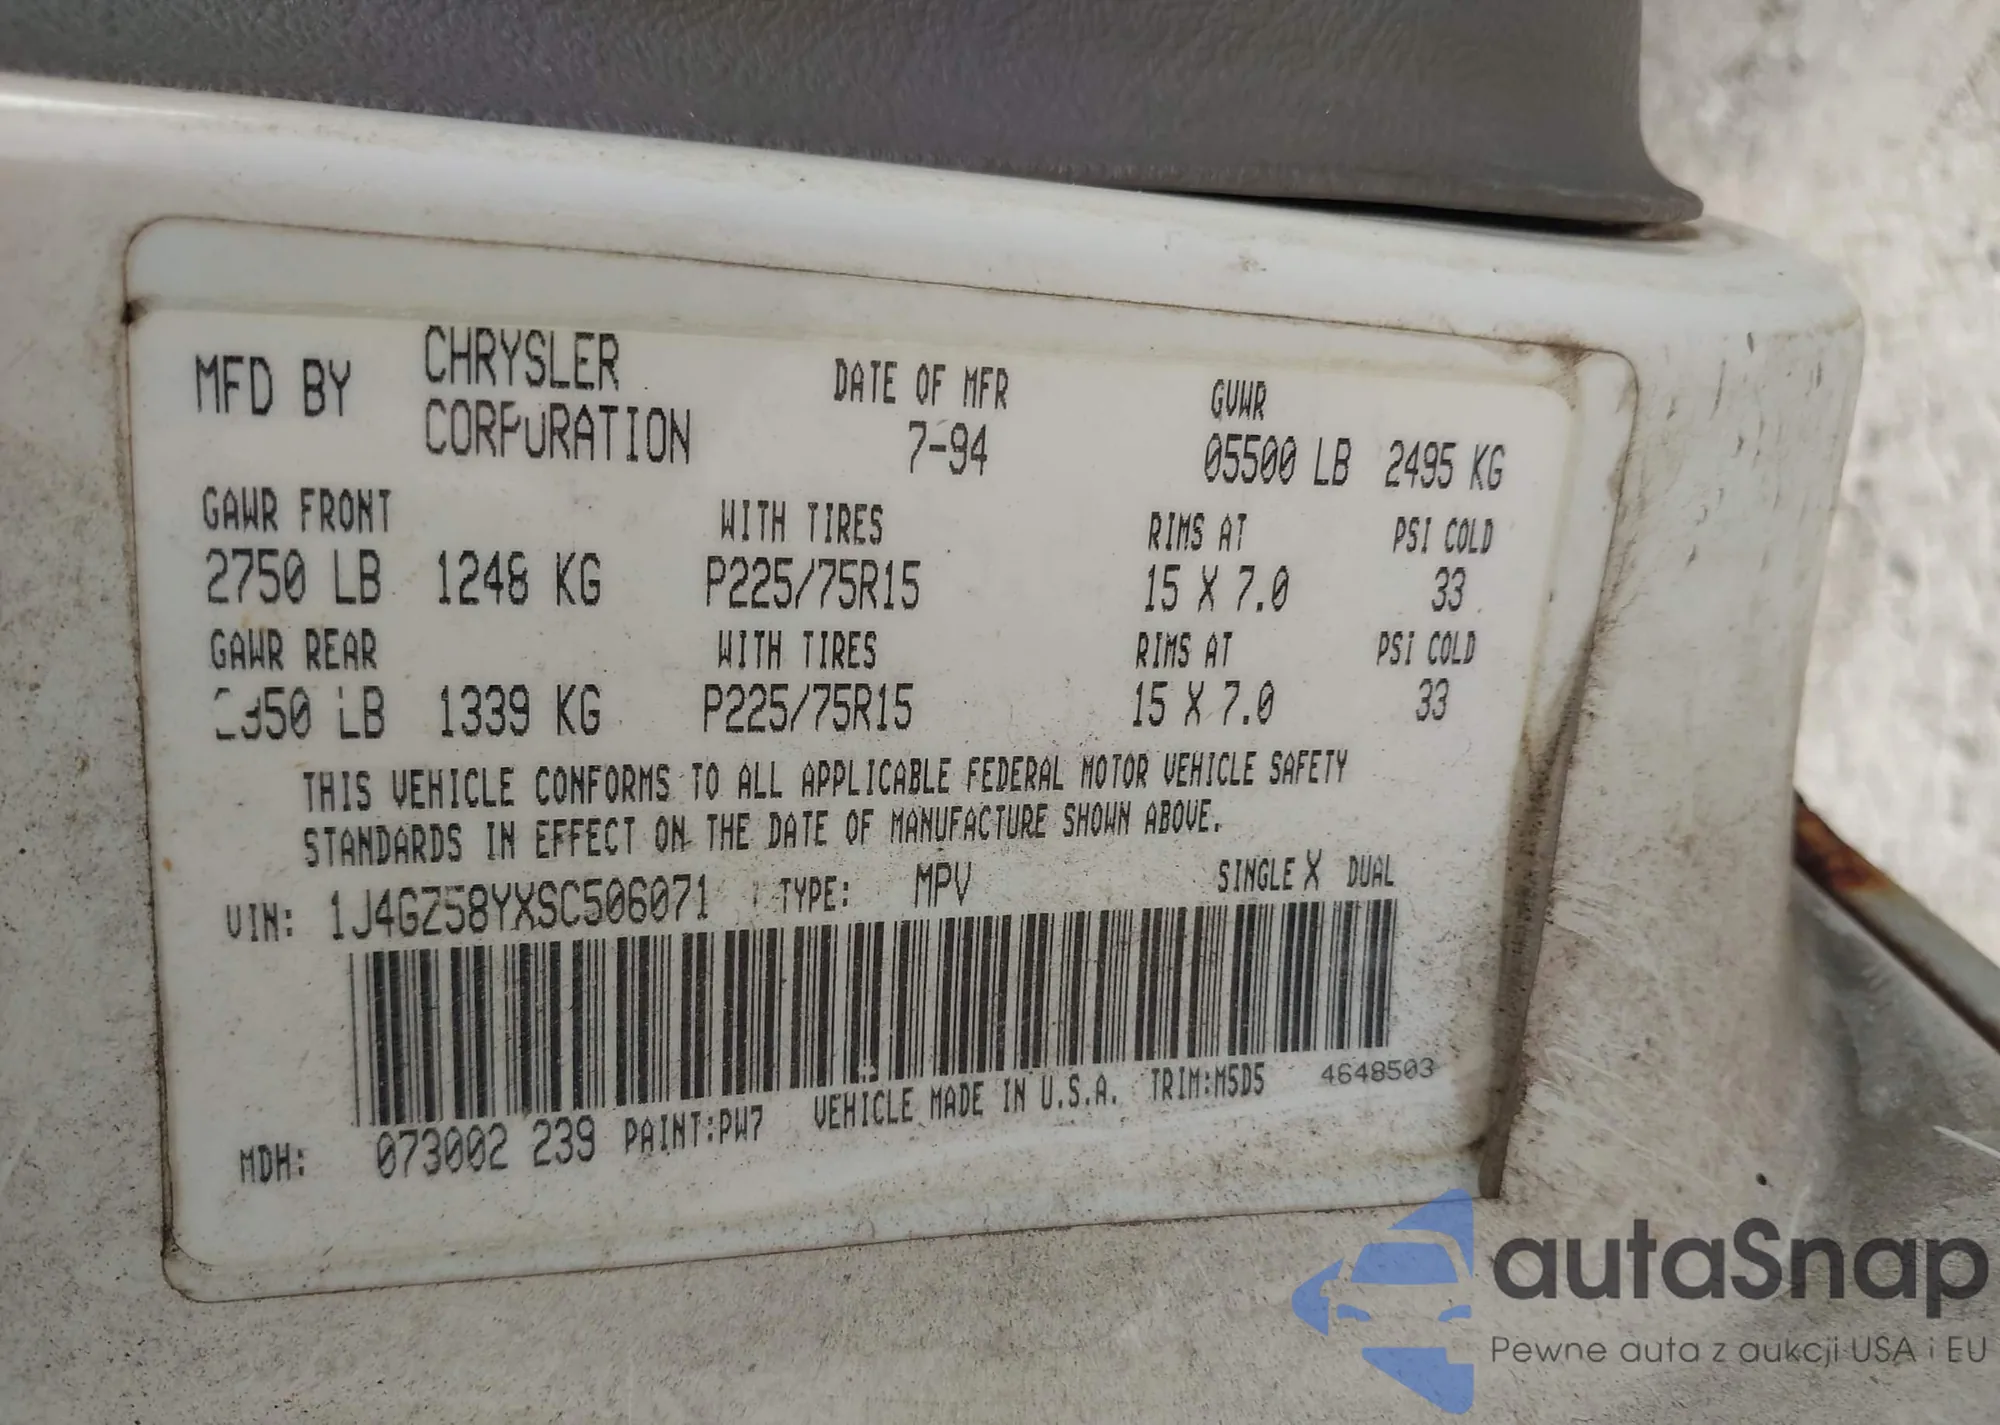 MFD BY CHRYSLER CORPORATION DATE OF MFR 7-94 GVWR 05500 LB 2495 KG
GAWR FRONT WITH TIRES RIMS AT PSI COLD
2750 LB 1248 KG P225/75R15 15 X 7.0 33
GAWR REAR WITH TIRES RIMS AT PSI COLD
2950 LB 1339 KG P225/75R15 15 X 7.0 33
THIS VEHICLE CONFORMS TO ALL APPLICABLE FEDERAL MOTOR VEHICLE SAFETY
STANDARDS IN EFFECT ON THE DATE OF MANUFACTURE SHOWN ABOVE.
VIN: 1J4GZ58YXSC506071 TYPE: MPV SINGLE X DUAL
MDH: 073002 239 PAINT:PW7 VEHICLE MADE IN U.S.A. TRIM:M5D5 4648503
autaSnap
Pewne auta z aukcji USA i EU